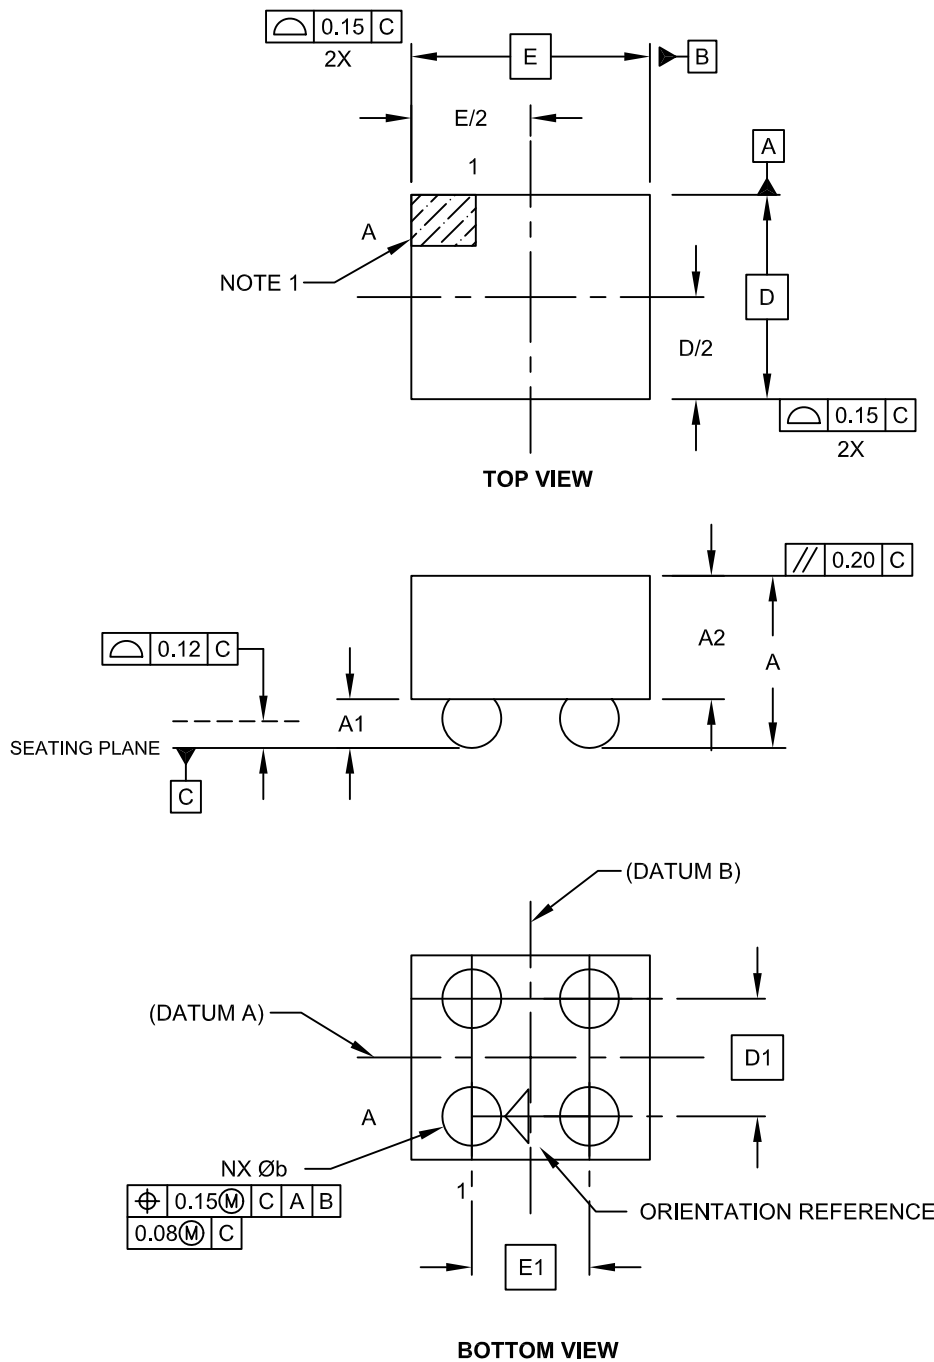 0.15 C
2X
E
B
E/2
1
A
A
NOTE 1
D
D/2
0.15 C
2X
TOP VIEW
// 0.20 C
A2
A
0.12 C
A1
SEATING PLANE
C
(DATUM B)
(DATUM A)
D1
A
NX Øb
0.15Ⓜ C A B
0.08Ⓜ C
1
ORIENTATION REFERENCE
E1
BOTTOM VIEW